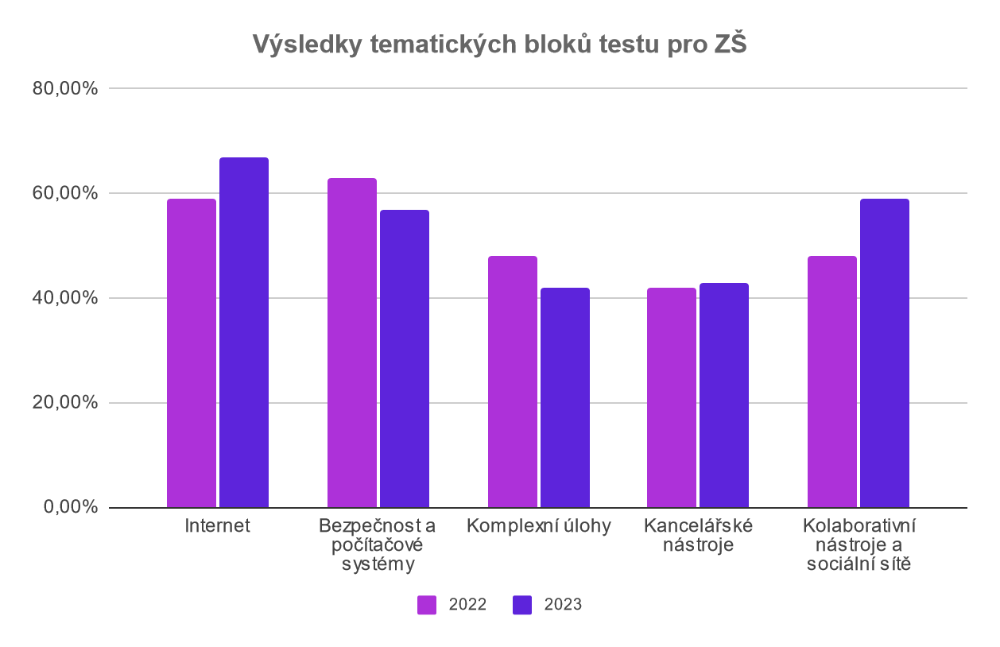 Výsledky tematických bloků testu pro ZŠ
80,00%
60,00%
40,00%
20,00%
0,00%
Internet
Bezpečnost a
počítačové
systémy
Komplexní úlohy
Kancelářské
nástroje
Kolaborativní
nástroje a
sociální sítě
2022
2023